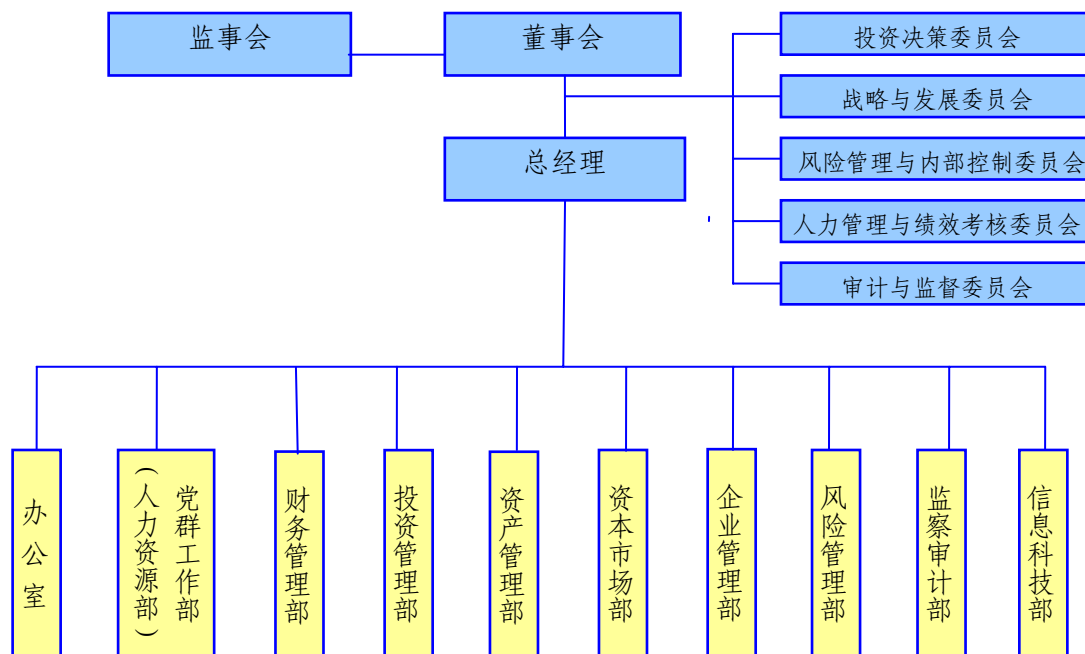 监事会
董事会
投资决策委员会
战略与发展委员会
总经理
风险管理与内部控制委员会
人力管理与绩效考核委员会
审计与监督委员会
办公室
党群工作部
（人力资源部）
财务管理部
投资管理部
资产管理部
资本市场部
企业管理部
风险管理部
监察审计部
信息科技部